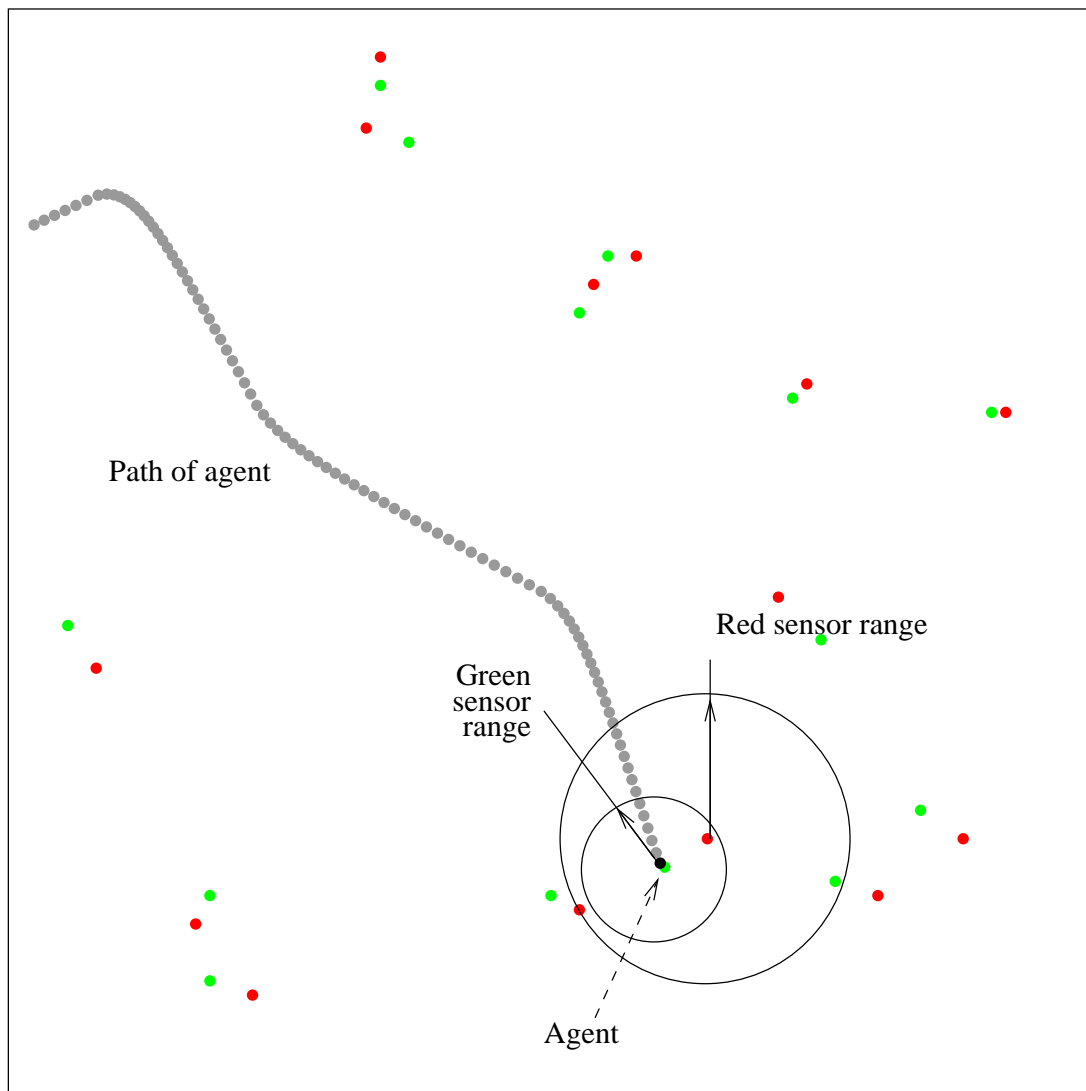 Path of agent
Red sensor range
Green
sensor
range
Agent